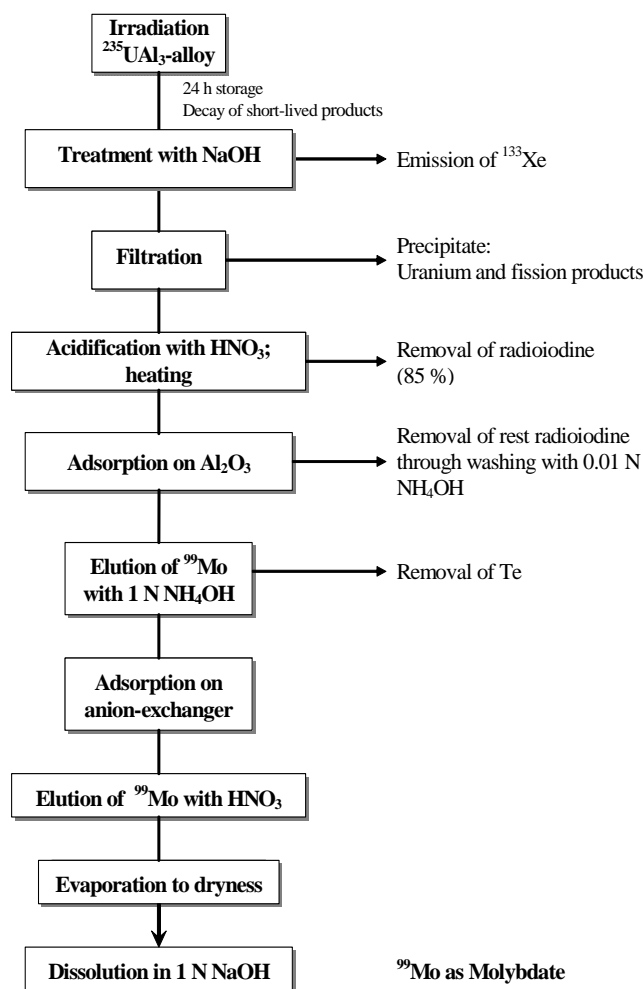 Irradiation
²³⁵UAl₃-alloy
24 h storage
Decay of short-lived products
Treatment with NaOH
Emission of ¹³³Xe
Filtration
Precipitate:
Uranium and fission products
Acidification with HNO₃;
heating
Removal of radioiodine
(85 %)
Adsorption on Al₂O₃
Removal of rest radioiodine
through washing with 0.01 N
NH₄OH
Elution of ⁹⁹Mo
with 1 N NH₄OH
Removal of Te
Adsorption on
anion-exchanger
Elution of ⁹⁹Mo with HNO₃
Evaporation to dryness
Dissolution in 1 N NaOH
⁹⁹Mo as Molybdate